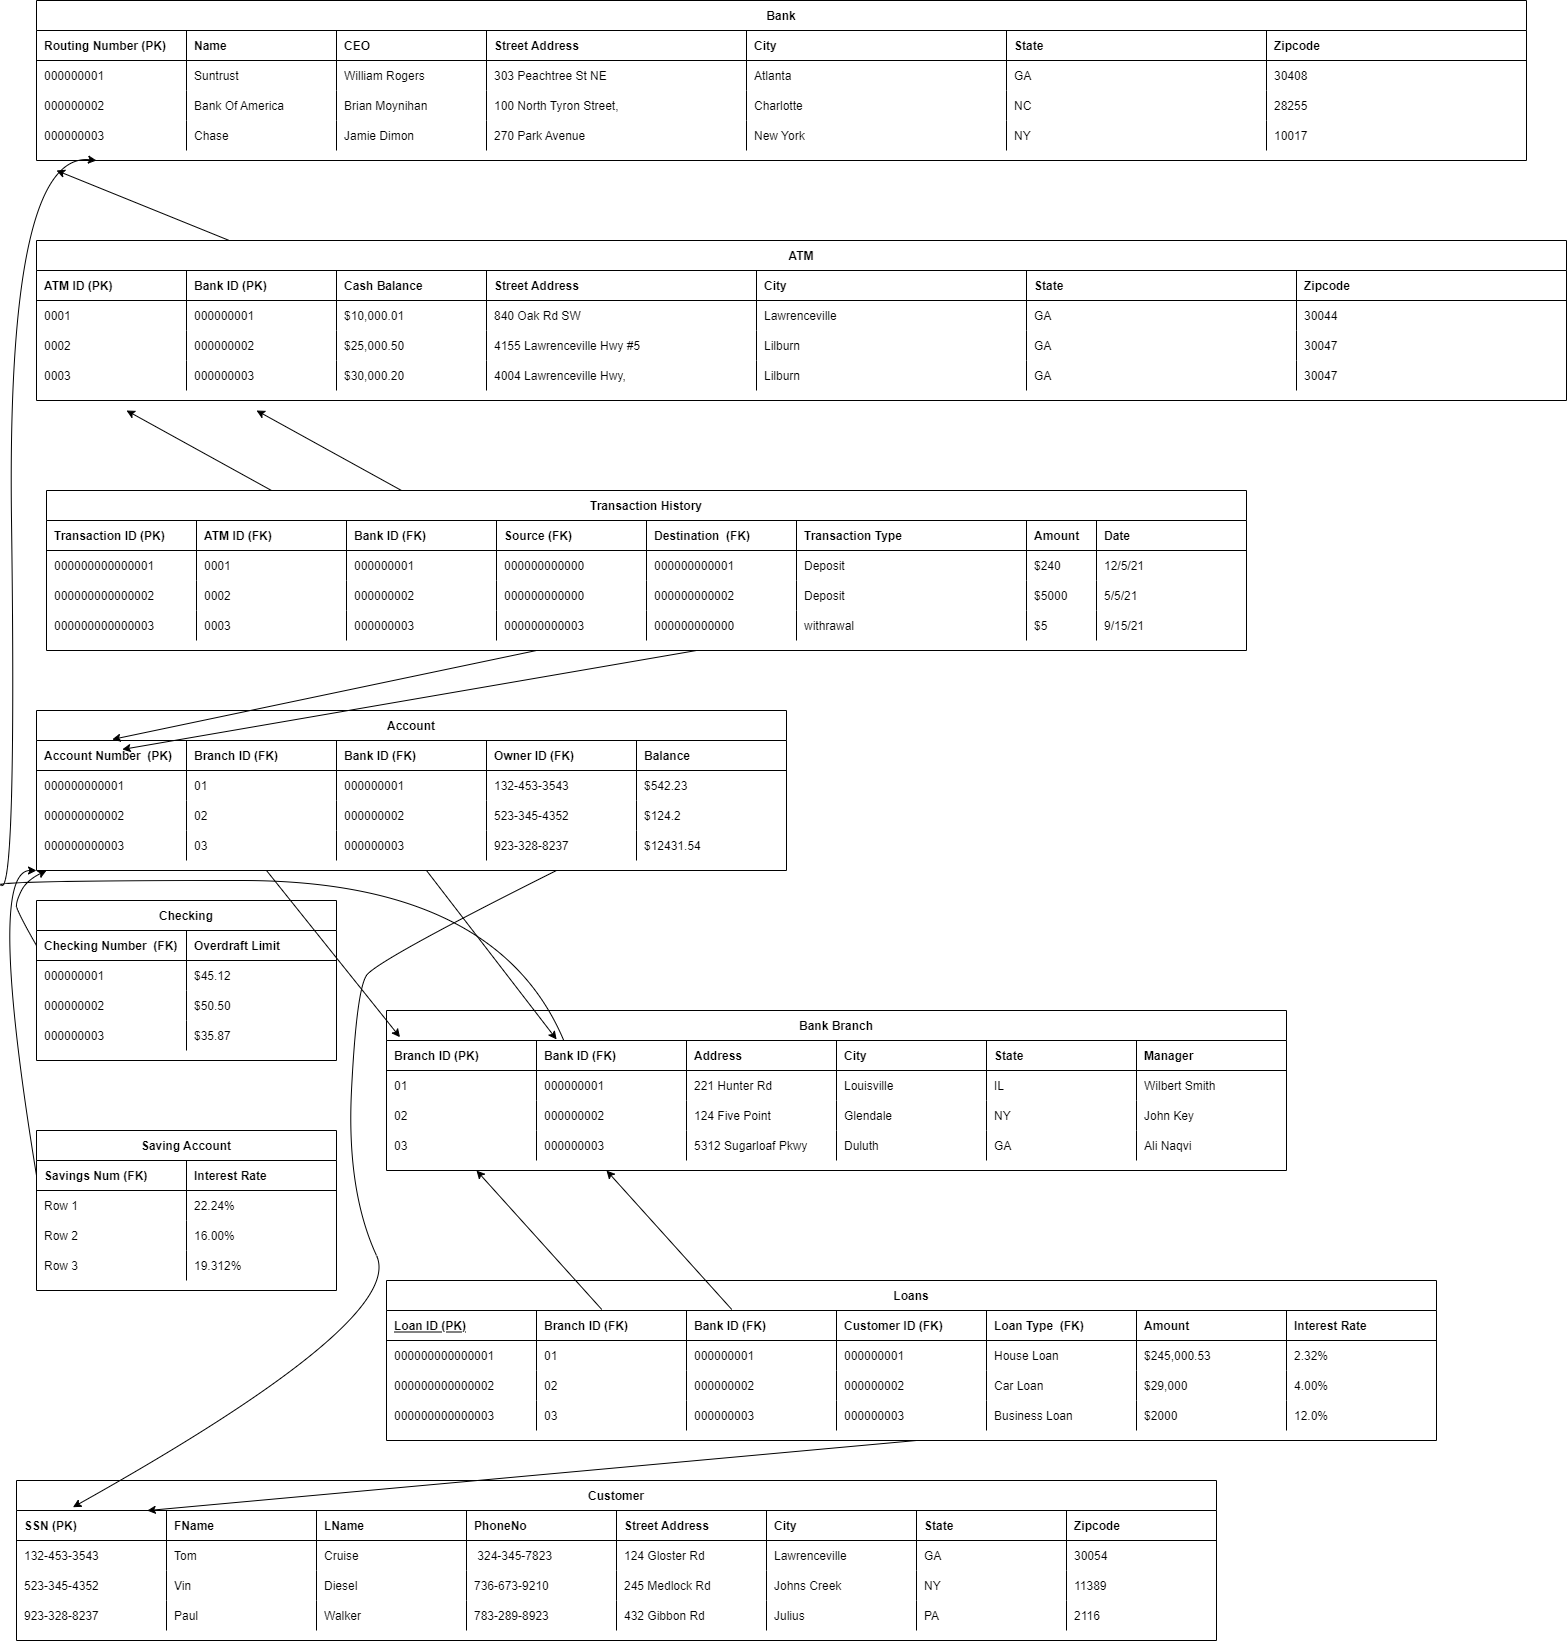 Bank
Routing Number (PK) Name CEO Street Address City State Zipcode
000000001 Suntrust William Rogers 303 Peachtree St NE Atlanta GA 30408
000000002 Bank Of America Brian Moynihan 100 North Tyron Street, Charlotte NC 28255
000000003 Chase Jamie Dimon 270 Park Avenue New York NY 10017
ATM
ATM ID (PK) Bank ID (PK) Cash Balance Street Address City State Zipcode
0001 000000001 $10,000.01 840 Oak Rd SW Lawrenceville GA 30044
0002 000000002 $25,000.50 4155 Lawrenceville Hwy #5 Lilburn GA 30047
0003 000000003 $30,000.20 4004 Lawrenceville Hwy, Lilburn GA 30047
Transaction History
Transaction ID (PK) ATM ID (FK) Bank ID (FK) Source (FK) Destination (FK) Transaction Type Amount Date
000000000000001 0001 000000001 000000000000 000000000001 Deposit $240 12/5/21
000000000000002 0002 000000002 000000000000 000000000002 Deposit $5000 5/5/21
000000000000003 0003 000000003 000000000003 000000000000 withrawal $5 9/15/21
Account
Account Number (PK) Branch ID (FK) Bank ID (FK) Owner ID (FK) Balance
000000000001 01 000000001 132-453-3543 $542.23
000000000002 02 000000002 523-345-4352 $124.2
000000000003 03 000000003 923-328-8237 $12431.54
Checking
Checking Number (FK) Overdraft Limit
000000001 $45.12
000000002 $50.50
000000003 $35.87
Bank Branch
Branch ID (PK) Bank ID (FK) Address City State Manager
01 000000001 221 Hunter Rd Louisville IL Wilbert Smith
02 000000002 124 Five Point Glendale NY John Key
03 000000003 5312 Sugarloaf Pkwy Duluth GA Ali Naqvi
Saving Account
Savings Num (FK) Interest Rate
Row 1 22.24%
Row 2 16.00%
Row 3 19.312%
Loans
Loan ID (PK) Branch ID (FK) Bank ID (FK) Customer ID (FK) Loan Type (FK) Amount Interest Rate
000000000000001 01 000000001 000000001 House Loan $245,000.53 2.32%
000000000000002 02 000000002 000000002 Car Loan $29,000 4.00%
000000000000003 03 000000003 000000003 Business Loan $2000 12.0%
Customer
SSN (PK) FName LName PhoneNo Street Address City State Zipcode
132-453-3543 Tom Cruise 324-345-7823 124 Gloster Rd Lawrenceville GA 30054
523-345-4352 Vin Diesel 736-673-9210 245 Medlock Rd Johns Creek NY 11389
923-328-8237 Paul Walker 783-289-8923 432 Gibbon Rd Julius PA 2116